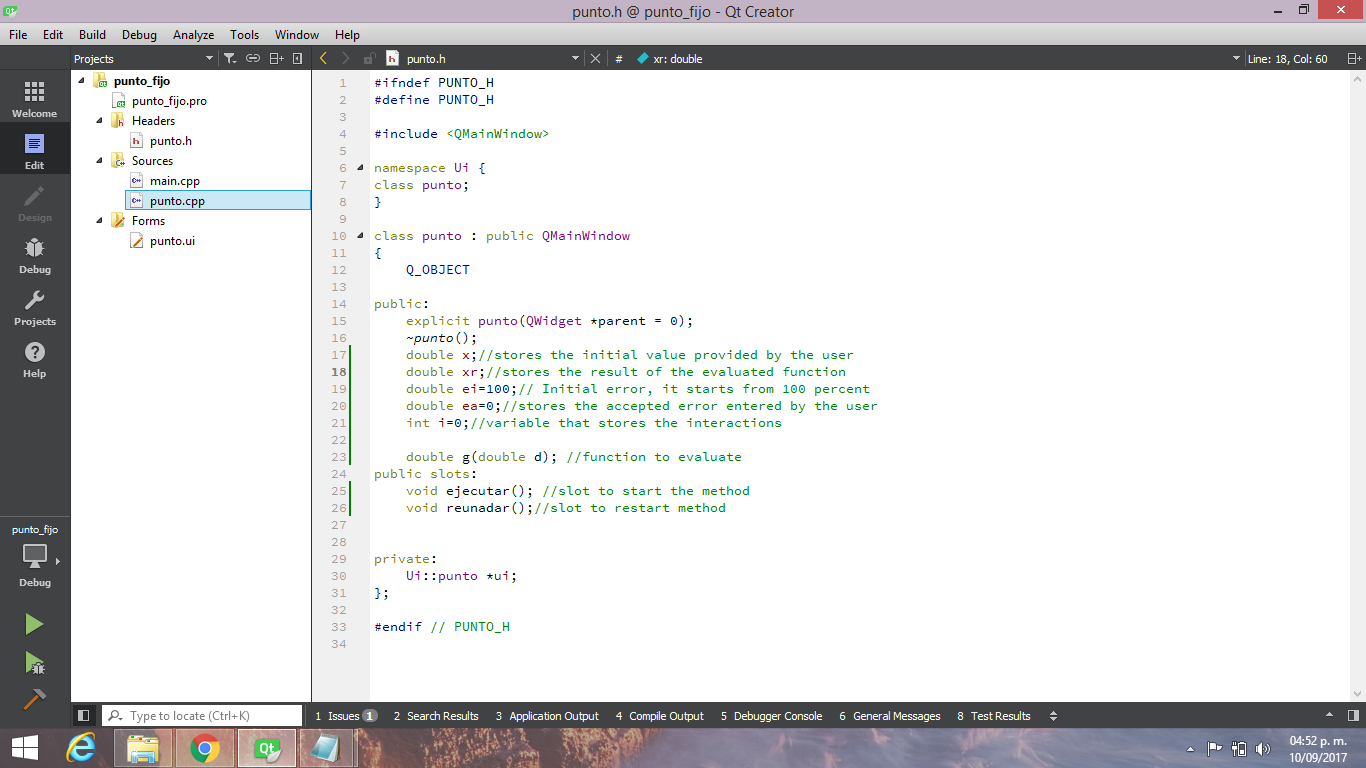 punto.h @ punto_fijo - Qt Creator
File Edit Build Debug Analyze Tools Window Help
Projects
punto.h
#
xr: double
Line: 18, Col: 60
Welcome
Edit
Design
Debug
Projects
Help
punto_fijo
Debug
punto_fijo
punto_fijo.pro
Headers
punto.h
Sources
main.cpp
punto.cpp
Forms
punto.ui
1 #ifndef PUNTO_H
2 #define PUNTO_H
3
4 #include <QMainWindow>
5
6 namespace Ui {
7 class punto;
8 }
9
10 class punto : public QMainWindow
11 {
12     Q_OBJECT
13
14 public:
15     explicit punto(QWidget *parent = 0);
16     ~punto();
17     double x;//stores the initial value provided by the user
18     double xr;//stores the result of the evaluated function
19     double ei=100;// Initial error, it starts from 100 percent
20     double ea=0;//stores the accepted error entered by the user
21     int i=0;//variable that stores the interactions
22
23     double g(double d); //function to evaluate
24 public slots:
25     void ejecutar(); //slot to start the method
26     void reunadar();//slot to restart method
27
28
29 private:
30     Ui::punto *ui;
31 };
32
33 #endif // PUNTO_H
34
Type to locate (Ctrl+K)
1 Issues 1 2 Search Results 3 Application Output 4 Compile Output 5 Debugger Console 6 General Messages 8 Test Results
04:52 p. m.
10/09/2017